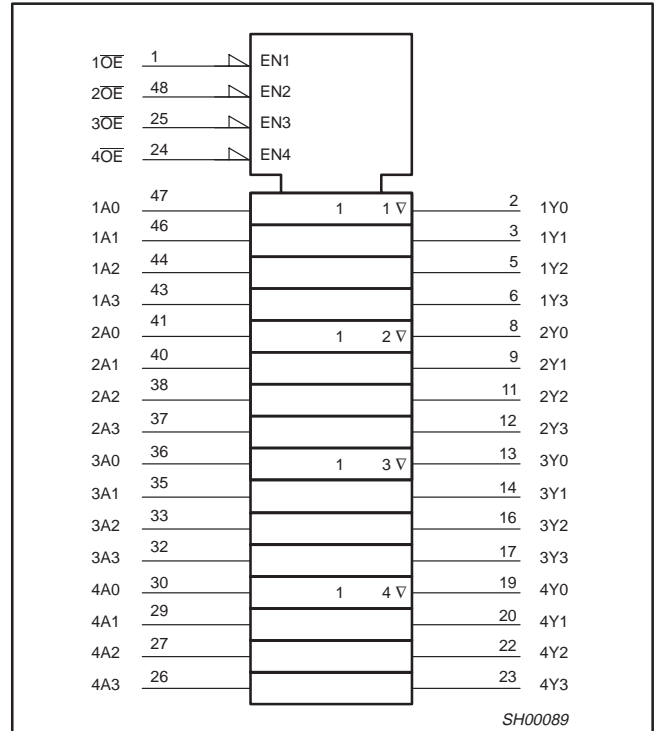 1O̅E̅ 1 EN1
2O̅E̅ 48 EN2
3O̅E̅ 25 EN3
4O̅E̅ 24 EN4
1A0 47 1 1 ∇ 2 1Y0
1A1 46 3 1Y1
1A2 44 5 1Y2
1A3 43 6 1Y3
2A0 41 1 2 ∇ 8 2Y0
2A1 40 9 2Y1
2A2 38 11 2Y2
2A3 37 12 2Y3
3A0 36 1 3 ∇ 13 3Y0
3A1 35 14 3Y1
3A2 33 16 3Y2
3A3 32 17 3Y3
4A0 30 1 4 ∇ 19 4Y0
4A1 29 20 4Y1
4A2 27 22 4Y2
4A3 26 23 4Y3
SH00089